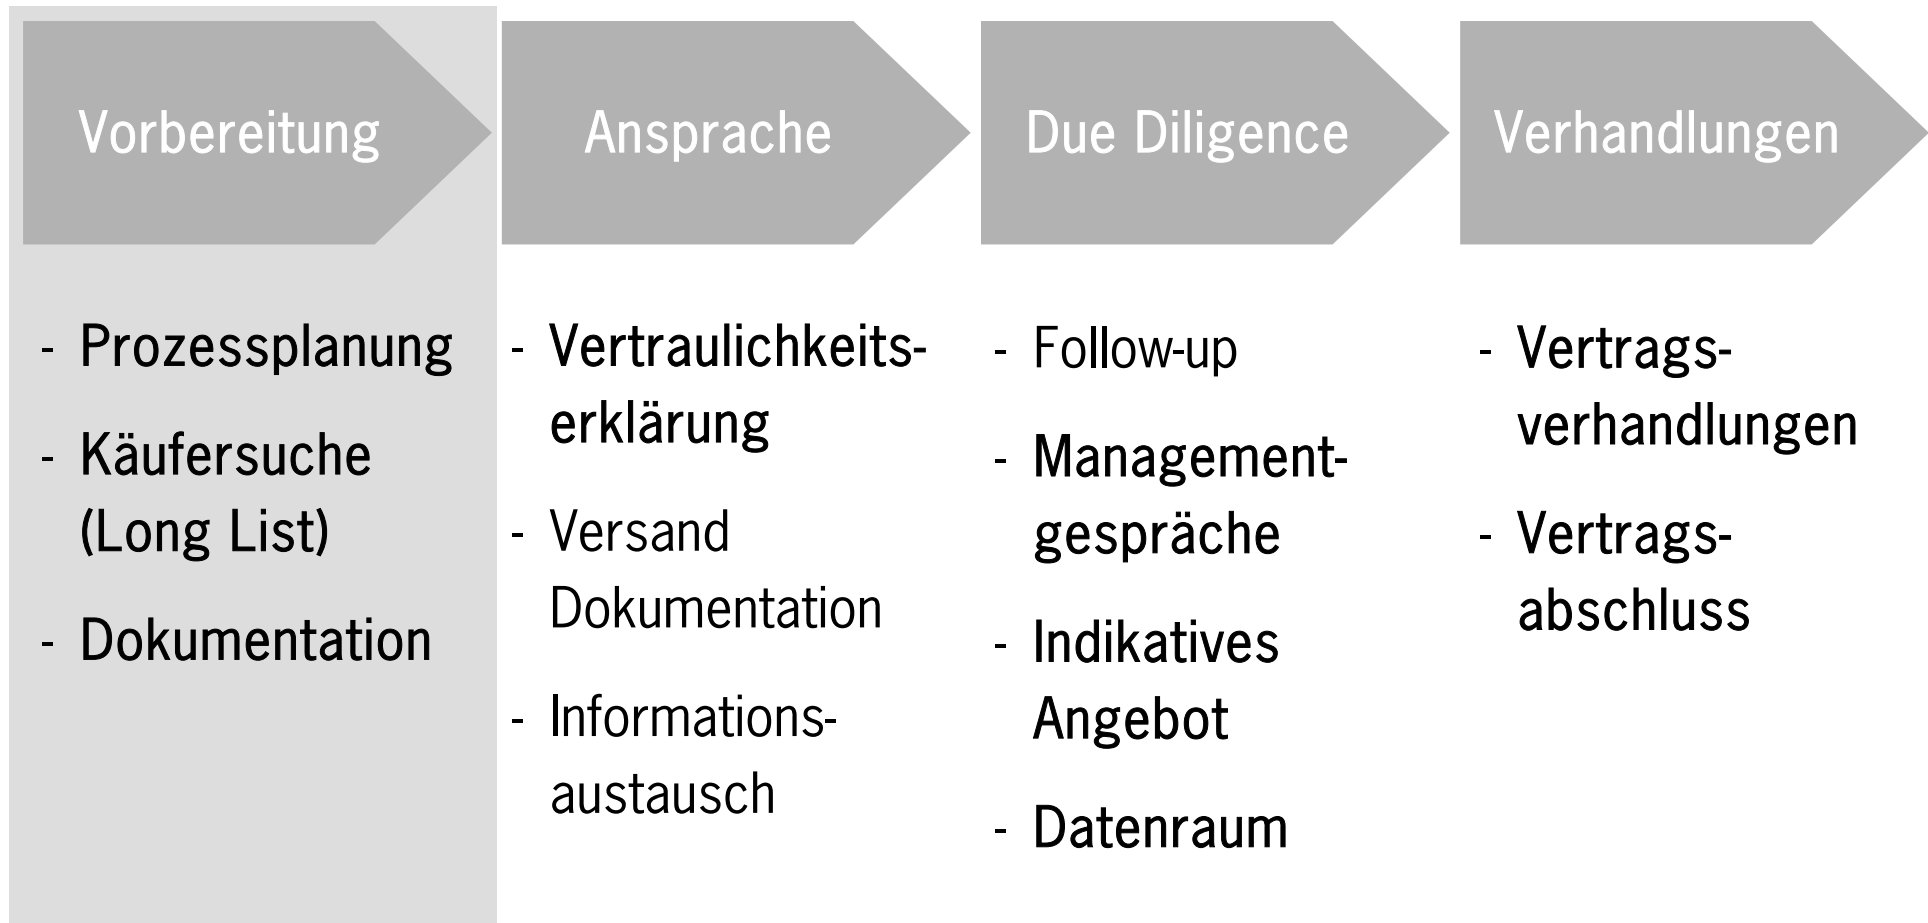 Vorbereitung
- Prozessplanung
- Käufersuche
(Long List)
- Dokumentation
Ansprache
- Vertraulichkeits-
erklärung
- Versand
Dokumentation
- Informations-
austausch
Due Diligence
- Follow-up
- Management-
gespräche
- Indikatives
Angebot
- Datenraum
Verhandlungen
- Vertrags-
verhandlungen
- Vertrags-
abschluss